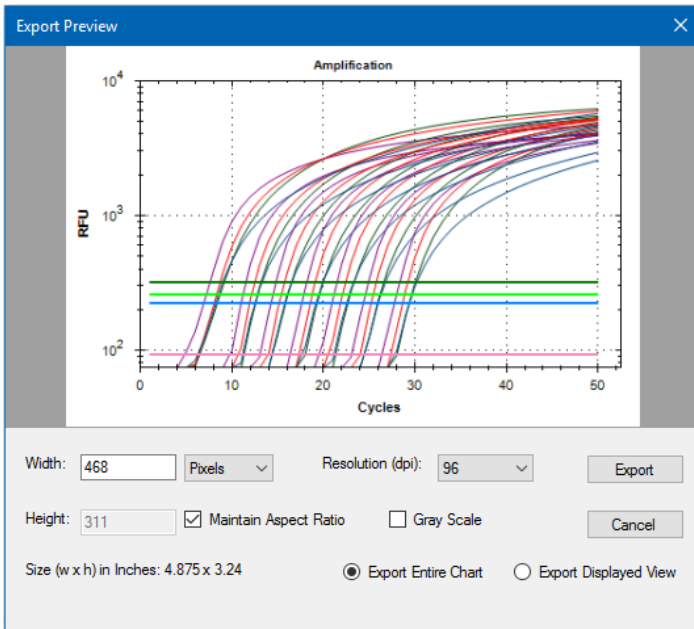 Export Preview
Amplification
10^4
10^3
10^2
RFU
0 10 20 30 40 50
Cycles
Width: 468 Pixels Resolution (dpi): 96 Export
Height: 311 Maintain Aspect Ratio Gray Scale Cancel
Size (w x h) in Inches: 4.875 x 3.24 Export Entire Chart Export Displayed View